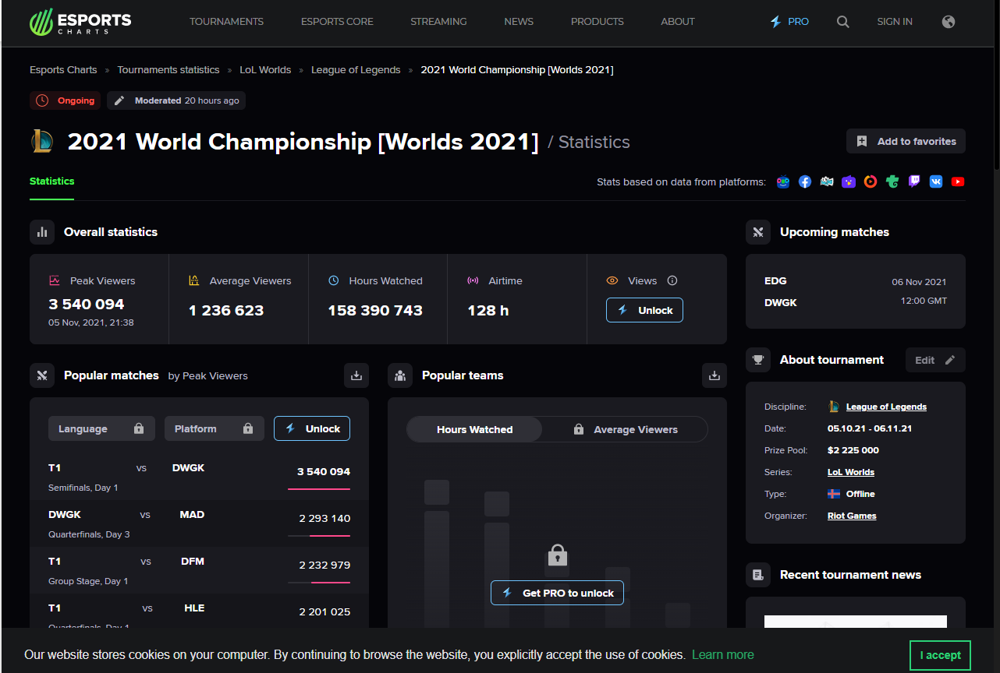 ESPORTS
CHARTS
TOURNAMENTS ESPORTS CORE STREAMING NEWS PRODUCTS ABOUT PRO SIGN IN
Esports Charts » Tournaments statistics » LoL Worlds » League of Legends » 2021 World Championship [Worlds 2021]
Ongoing Moderated 20 hours ago
2021 World Championship [Worlds 2021] / Statistics
Add to favorites
Statistics
Stats based on data from platforms:
Overall statistics
Peak Viewers
3 540 094
05 Nov, 2021, 21:38
Average Viewers
1 236 623
Hours Watched
158 390 743
Airtime
128 h
Views
Unlock
Upcoming matches
EDG 06 Nov 2021
DWGK 12:00 GMT
Popular matches by Peak Viewers
Language Platform Unlock
T1 vs DWGK 3 540 094
Semifinals, Day 1
DWGK vs MAD 2 293 140
Quarterfinals, Day 3
T1 vs DFM 2 232 979
Group Stage, Day 1
T1 vs HLE 2 201 025
Quarterfinals, Day 1
Popular teams
Hours Watched Average Viewers
Get PRO to unlock
About tournament Edit
Discipline: League of Legends
Date: 05.10.21 - 06.11.21
Prize Pool: $2 225 000
Series: LoL Worlds
Type: Offline
Organizer: Riot Games
Recent tournament news
Our website stores cookies on your computer. By continuing to browse the website, you explicitly accept the use of cookies. Learn more
I accept